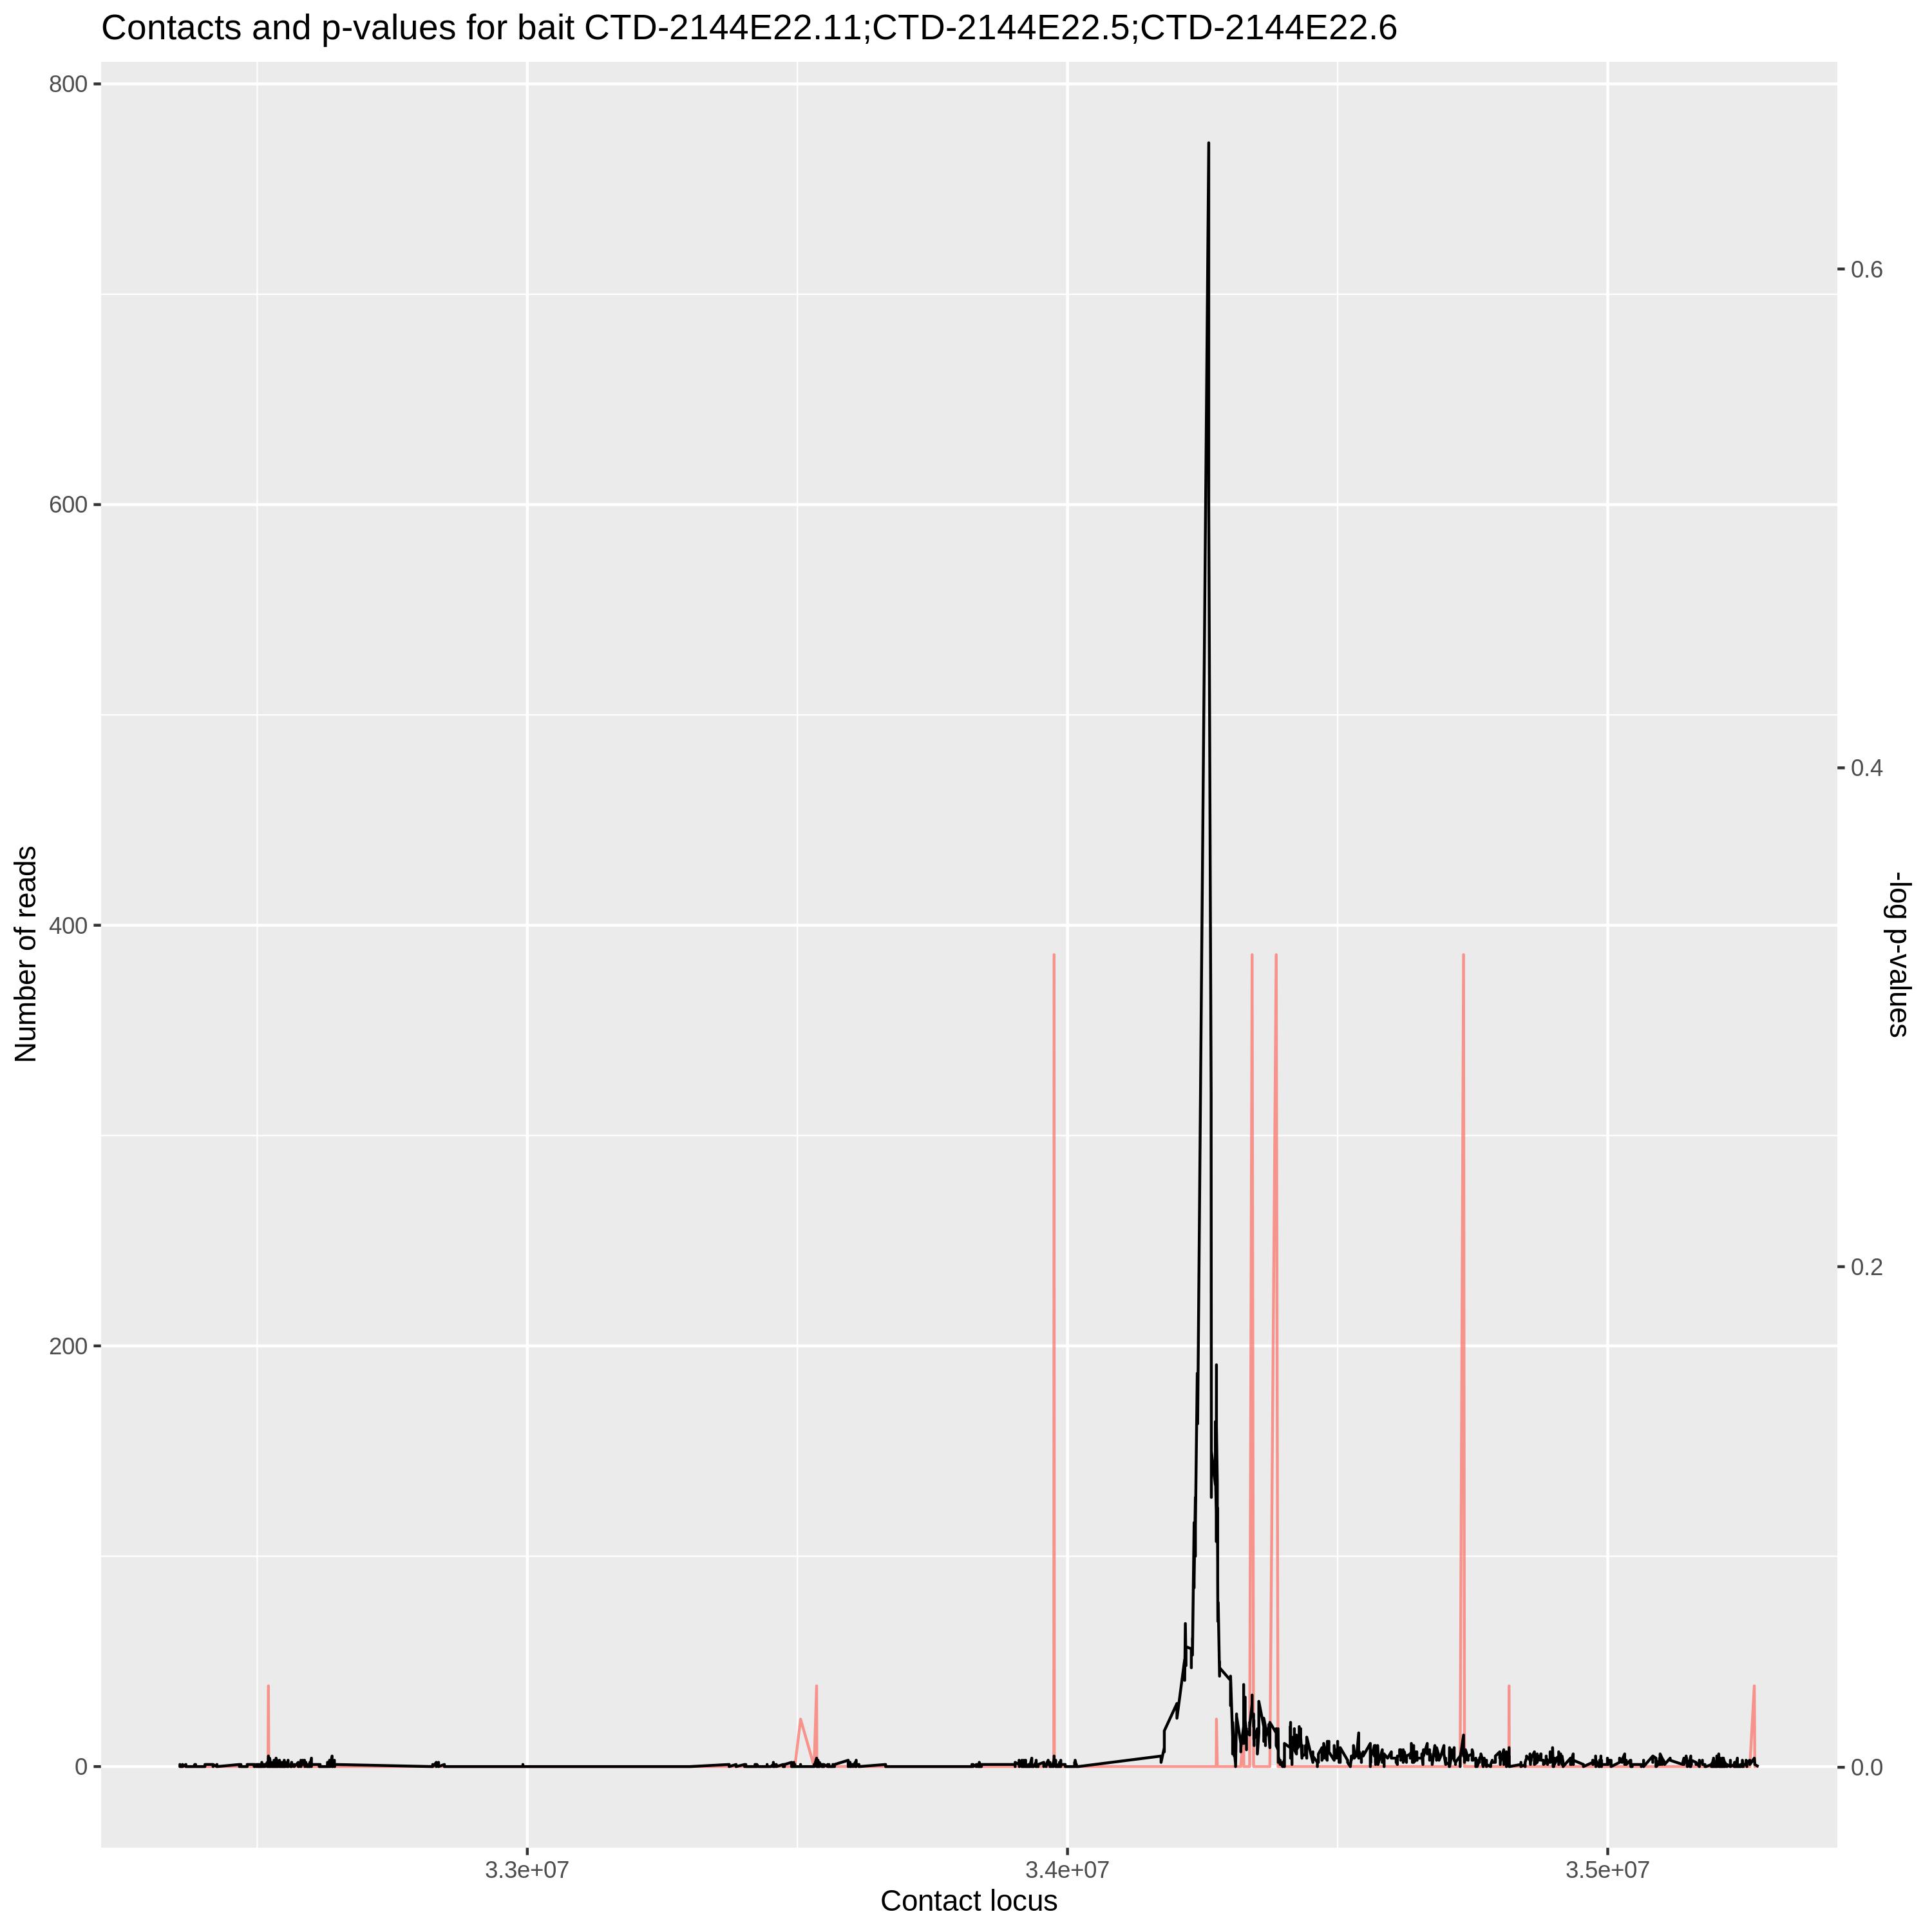 Contacts and p-values for bait CTD-2144E22.11;CTD-2144E22.5;CTD-2144E22.6
800
600
400
200
0
Number of reads
0.6
0.4
0.2
0.0
-log p-values
3.3e+07
3.4e+07
3.5e+07
Contact locus